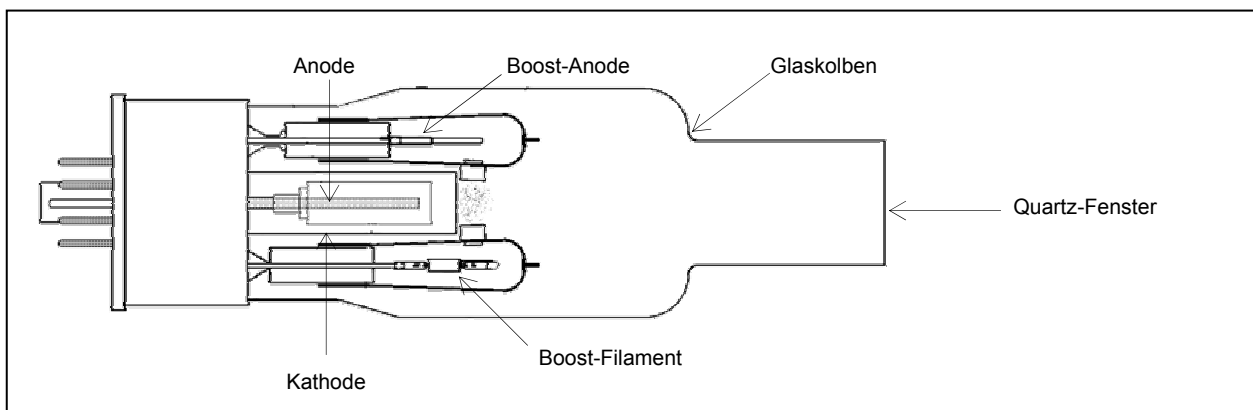 Anode
Boost-Anode
Glaskolben
Quartz-Fenster
Boost-Filament
Kathode